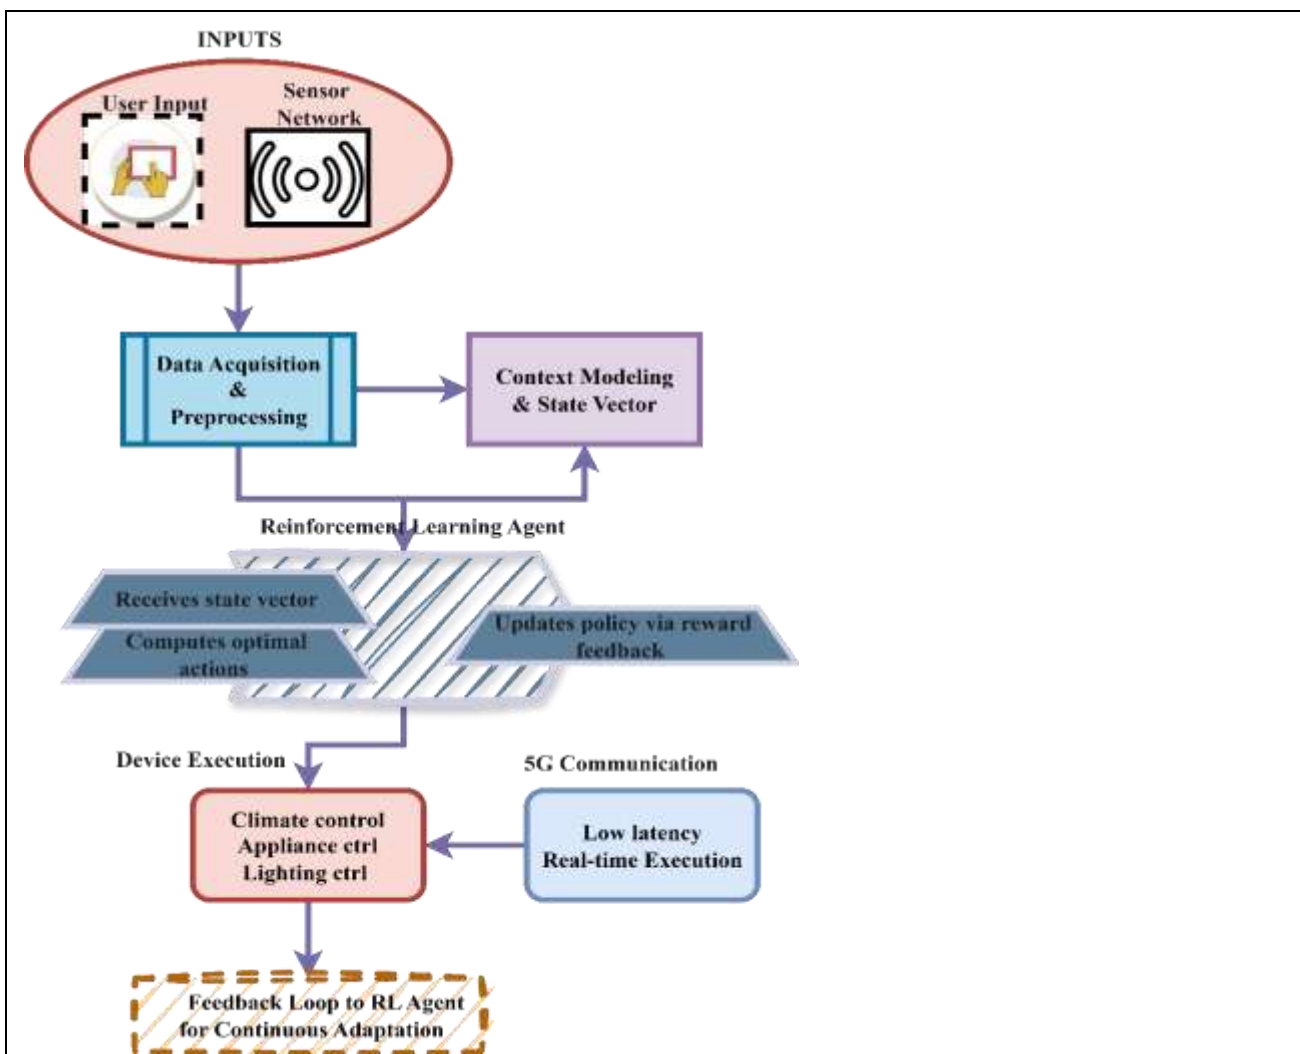 INPUTS
User Input
Sensor
Network
Data Acquisition
&
Preprocessing
Context Modeling
& State Vector
Reinforcement Learning Agent
Receives state vector
Computes optimal
actions
Updates policy via reward
feedback
Device Execution
Climate control
Appliance ctrl
Lighting ctrl
5G Communication
Low latency
Real-time Execution
Feedback Loop to RL Agent
for Continuous Adaptation